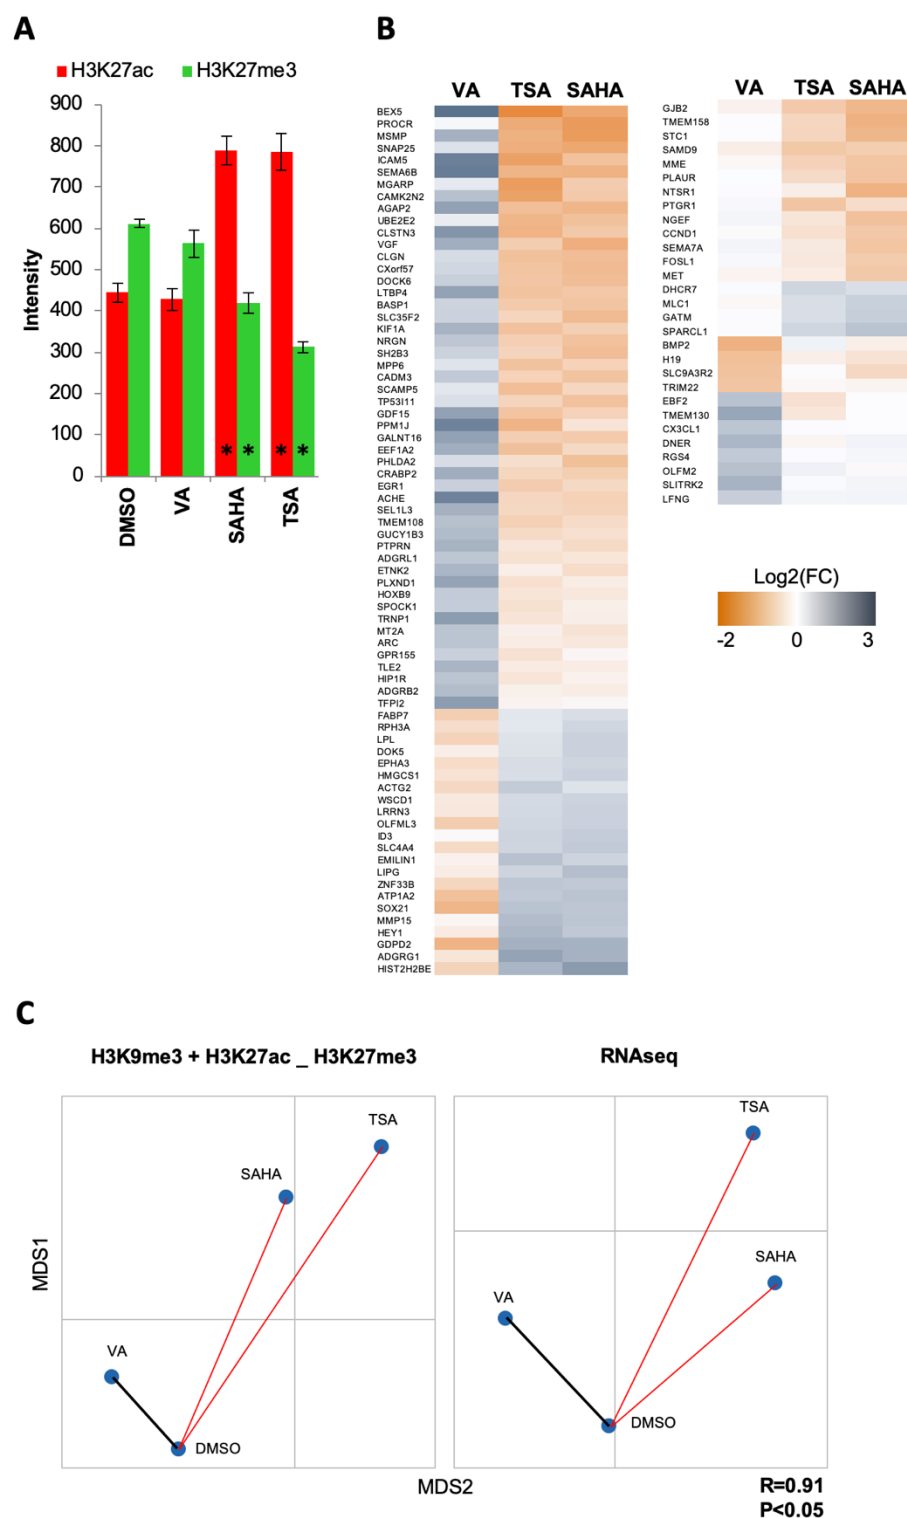 A
H3K27ac H3K27me3
900
800
700
600
500
400
300
200
100
0
Intensity
* * * *
DMSO
VA
SAHA
TSA
B
VA TSA SAHA
BEX5
PROCR
MSMP
SNAP25
ICAM5
SEMA6B
MGARP
CAMK2N2
AGAP2
UBE2E2
CLSTN3
VGF
CLGN
CXorf57
DOCK6
LTBP4
BASP1
SLC35F2
KIF1A
NRGN
SH2B3
MPP6
CADM3
SCAMP5
TP53I11
GDF15
PPM1J
GALNT16
EEF1A2
PHLDA2
CRABP2
EGR1
ACHE
SEL1L3
TMEM108
GUCY1B3
PTPRN
ADGRL1
ETNK2
PLXND1
HOXB9
SPOCK1
TRNP1
MT2A
ARC
GPR155
TLE2
HIP1R
ADGRB2
TFPI2
FABP7
RPH3A
LPL
DOK5
EPHA3
HMGCS1
ACTG2
WSCD1
LRRN3
OLFML3
ID3
SLC4A4
EMILIN1
LIPG
ZNF33B
ATP1A2
SOX21
MMP15
HEY1
GDPD2
ADGRG1
HIST2H2BE
VA TSA SAHA
GJB2
TMEM158
STC1
SAMD9
MME
PLAUR
NTSR1
PTGR1
NGEF
CCND1
SEMA7A
FOSL1
MET
DHCR7
MLC1
GATM
SPARCL1
BMP2
H19
SLC9A3R2
TRIM22
EBF2
TMEM130
CX3CL1
DNER
RGS4
OLFM2
SLITRK2
LFNG
Log2(FC)
-2 0 3
C
H3K9me3 + H3K27ac _ H3K27me3
TSA
SAHA
VA
DMSO
MDS1
RNAseq
TSA
SAHA
VA
DMSO
MDS2
R=0.91
P<0.05